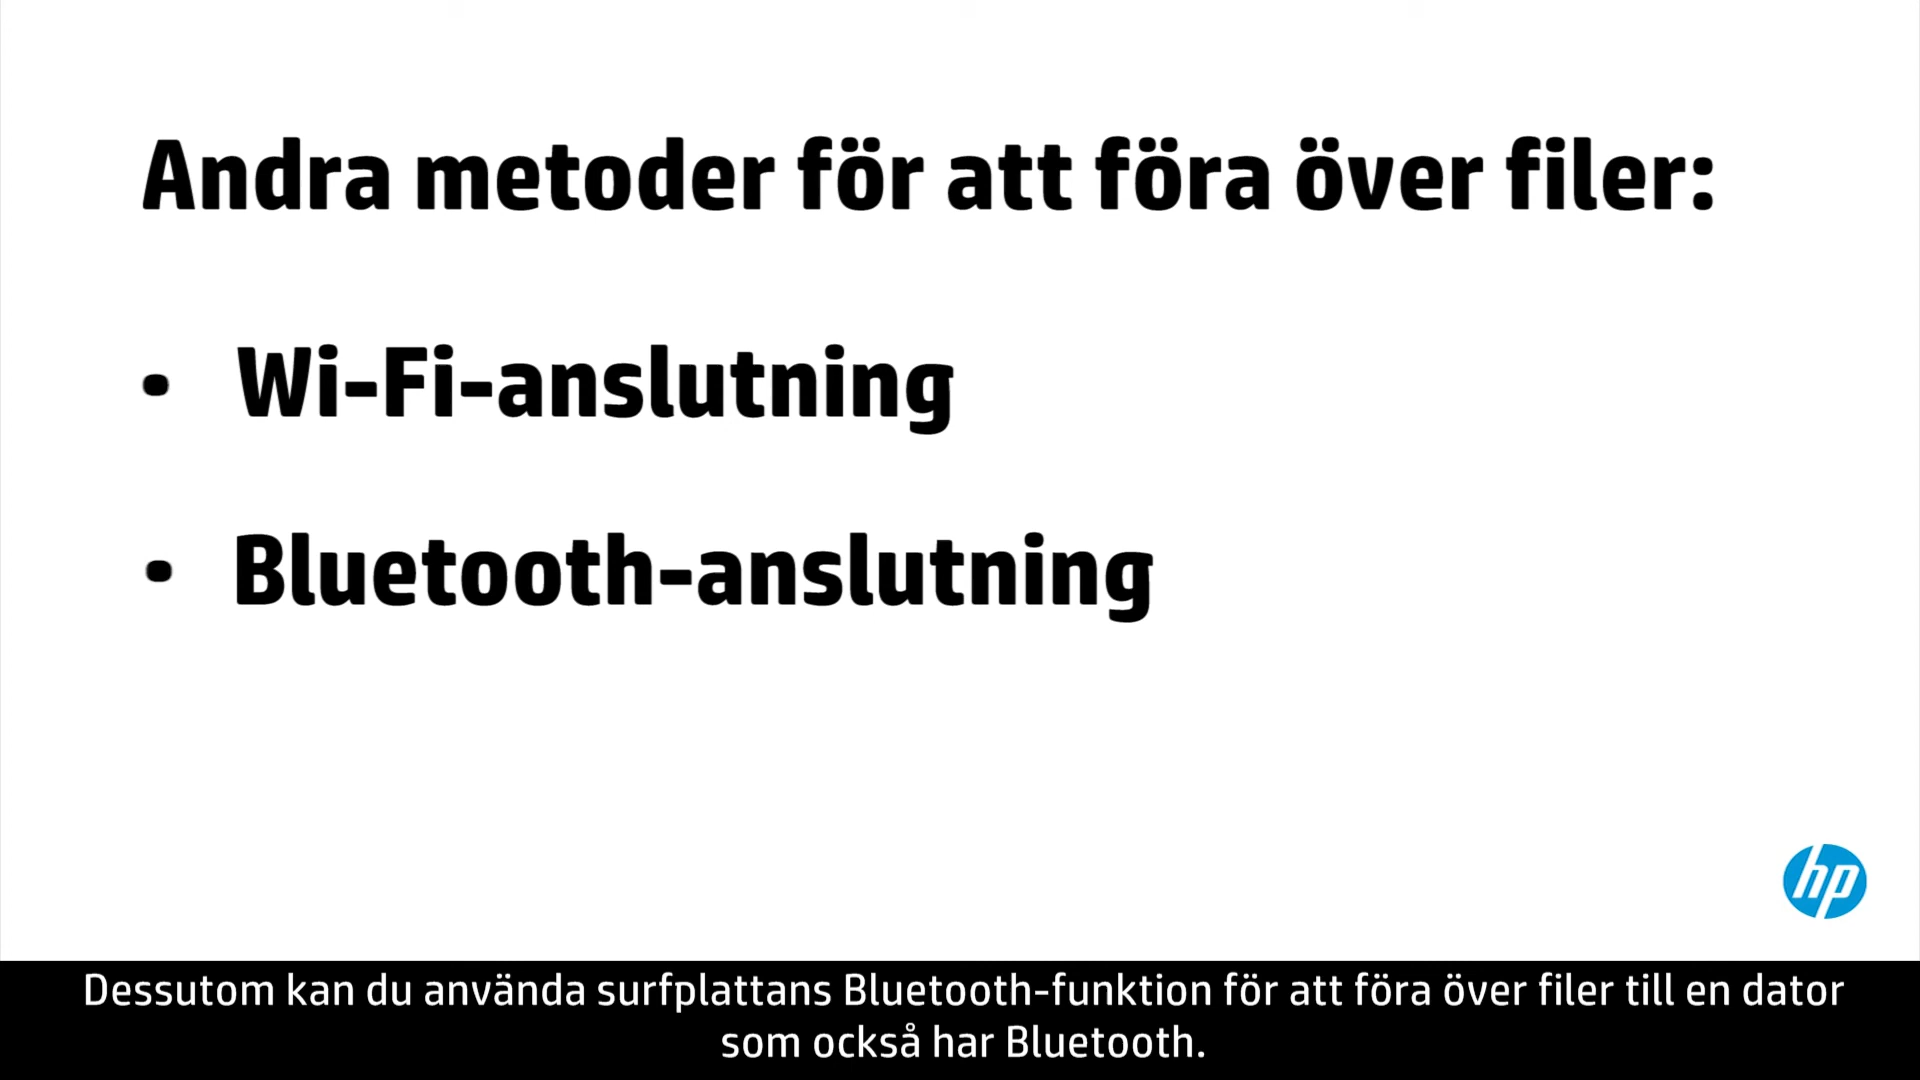 Andra metoder för att föra över filer:
• Wi-Fi-anslutning
• Bluetooth-anslutning
hp
Dessutom kan du använda surfplattans Bluetooth-funktion för att föra över filer till en dator
som också har Bluetooth.